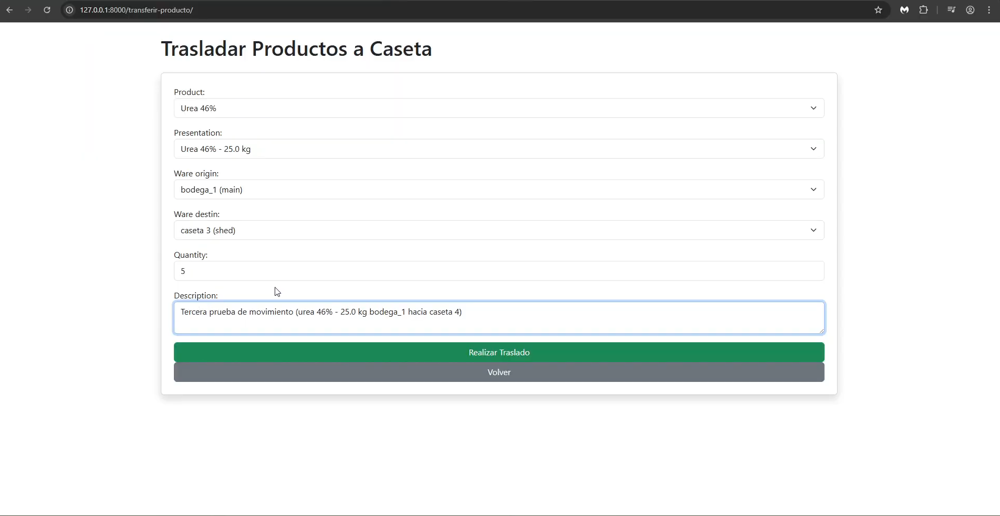 127.0.0.1:8000/transferir-producto/
Trasladar Productos a Caseta
Product:
Urea 46%
Presentation:
Urea 46% - 25.0 kg
Ware origin:
bodega_1 (main)
Ware destin:
caseta 3 (shed)
Quantity:
5
Description:
Tercera prueba de movimiento (urea 46% - 25.0 kg bodega_1 hacia caseta 4)
Realizar Traslado
Volver